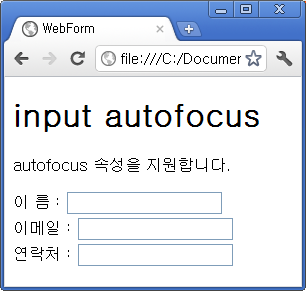 WebForm
file:///C:/Documer
input autofocus
autofocus 속성을 지원합니다.
이 름 :
이메일 :
연락처 :